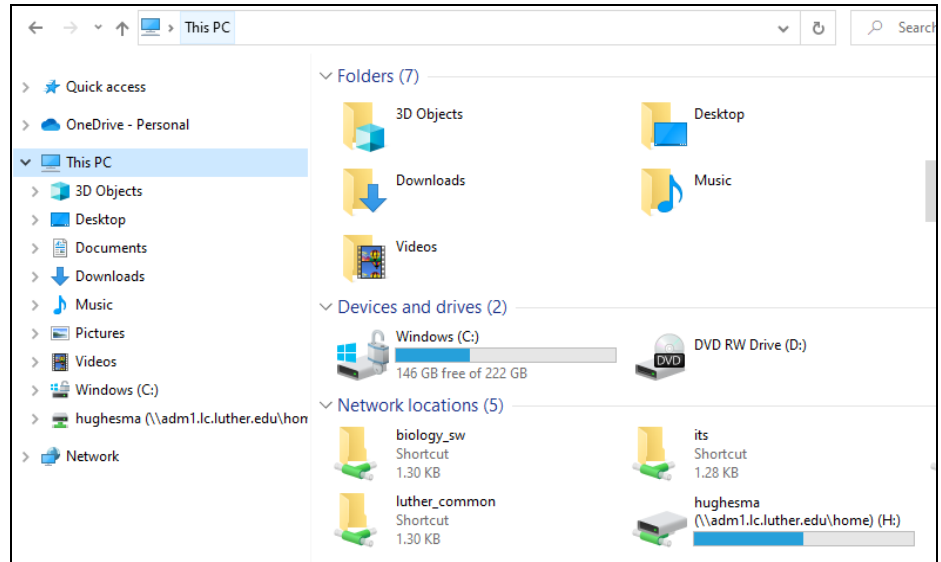 This PC
Search
Quick access
OneDrive - Personal
This PC
3D Objects
Desktop
Documents
Downloads
Music
Pictures
Videos
Windows (C:)
hughesma (\\adm1.lc.luther.edu\hom
Network
Folders (7)
3D Objects
Desktop
Downloads
Music
Videos
Devices and drives (2)
Windows (C:)
146 GB free of 222 GB
DVD RW Drive (D:)
DVD
Network locations (5)
biology_sw
Shortcut
1.30 KB
its
Shortcut
1.28 KB
luther_common
Shortcut
1.30 KB
hughesma
(\\adm1.lc.luther.edu\home) (H:)